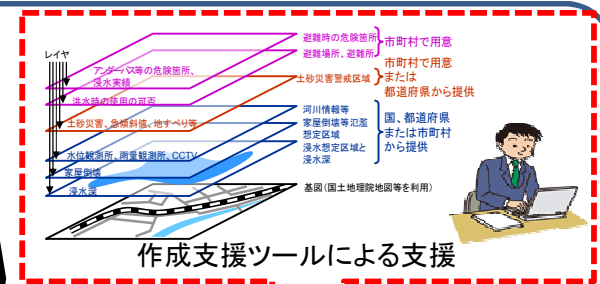 レイヤ
アンダーパス等の危険箇所、
浸水実績
洪水時の使用の可否
土砂災害、急傾斜値、地すべり等
水位観測所、雨量観測所、CCTV
家屋倒壊
浸水深
避難時の危険箇所
避難場所、避難所
土砂災害警戒区域
河川情報等
家屋倒壊等氾濫
想定区域
浸水想定区域と
浸水深
基図(国土地理院地図等を利用)
市町村で用意
市町村で用意
または
都道府県から提供
国、都道府県
または市町村
から提供
作成支援ツールによる支援